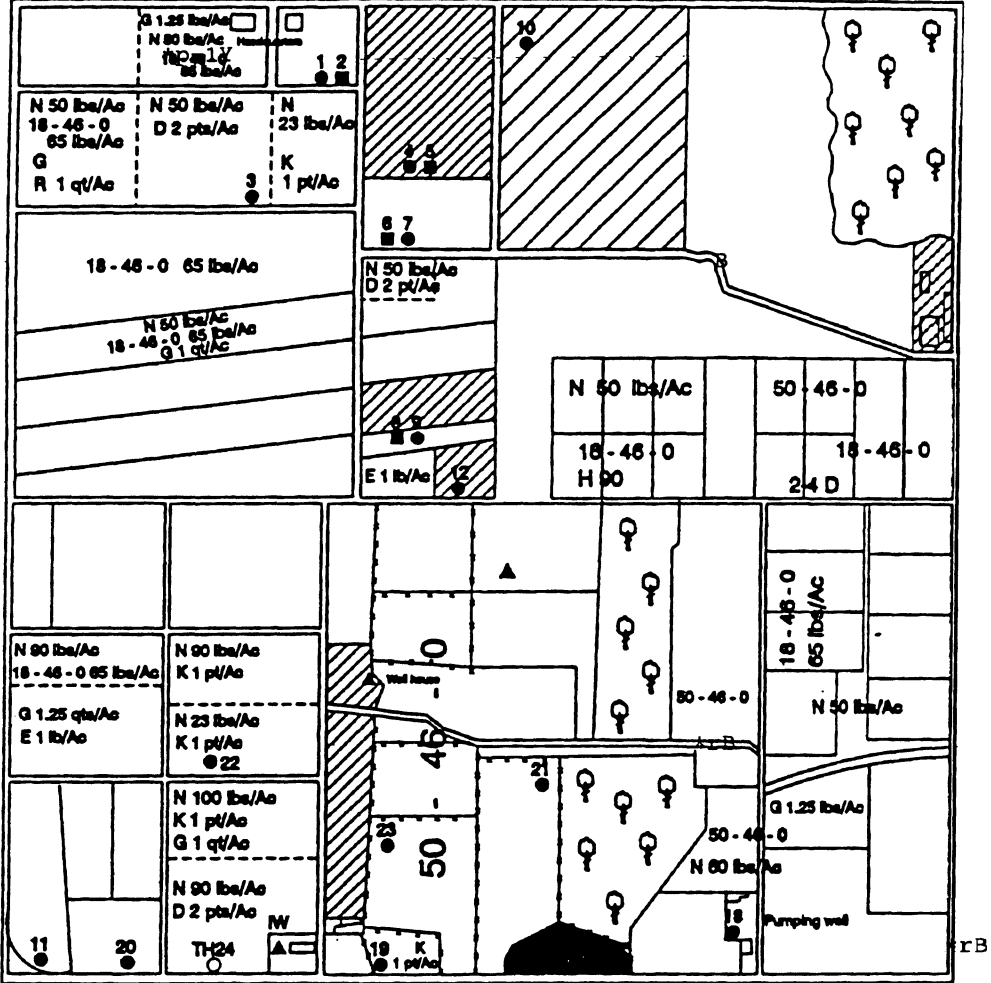 G 1.25 lbs/Ac
N 80 lbs/Ac
65 lbs/Ac
Headquarters
1 2
10
N 50 lbs/Ac
18 - 46 - 0
65 lbs/Ac
G
R 1 qt/Ac
N 50 lbs/Ac
D 2 pts/Ac
3
N
23 lbs/Ac
K
1 pt/Ac
4 5
6 7
18-46-0 65 lbs/Ac
N 50 lbs/Ac
18 - 46 - 0 65 lbs/Ac
G 1 qt/Ac
N 50 lbs/Ac
D 2 pt/Ac
B
8 9
E 1 lb/Ac
12
N 50 lbs/Ac
50 - 46 - 0
18 - 46 - 0
H 90
18 - 46 - 0
2-4 D
N 90 lbs/Ac
18 - 46 - 0 65 lbs/Ac
G 1.25 qts/Ac
E 1 lb/Ac
N 90 lbs/Ac
K 1 pt/Ac
N 23 lbs/Ac
K 1 pt/Ac
22
Well house
50 - 46 - 0
50 - 46 - 0
18 - 46 - 0
65 lbs/Ac
N 50 lbs/Ac
ArB
21
23
N 100 lbs/Ac
K 1 pt/Ac
G 1 qt/Ac
N 90 lbs/Ac
D 2 pts/Ac
TH24
IW
11
20
19 K
1 pt/Ac
G 1.25 lbs/Ac
50 - 46 - 0
N 60 lbs/Ac
18
Pumping well
rB